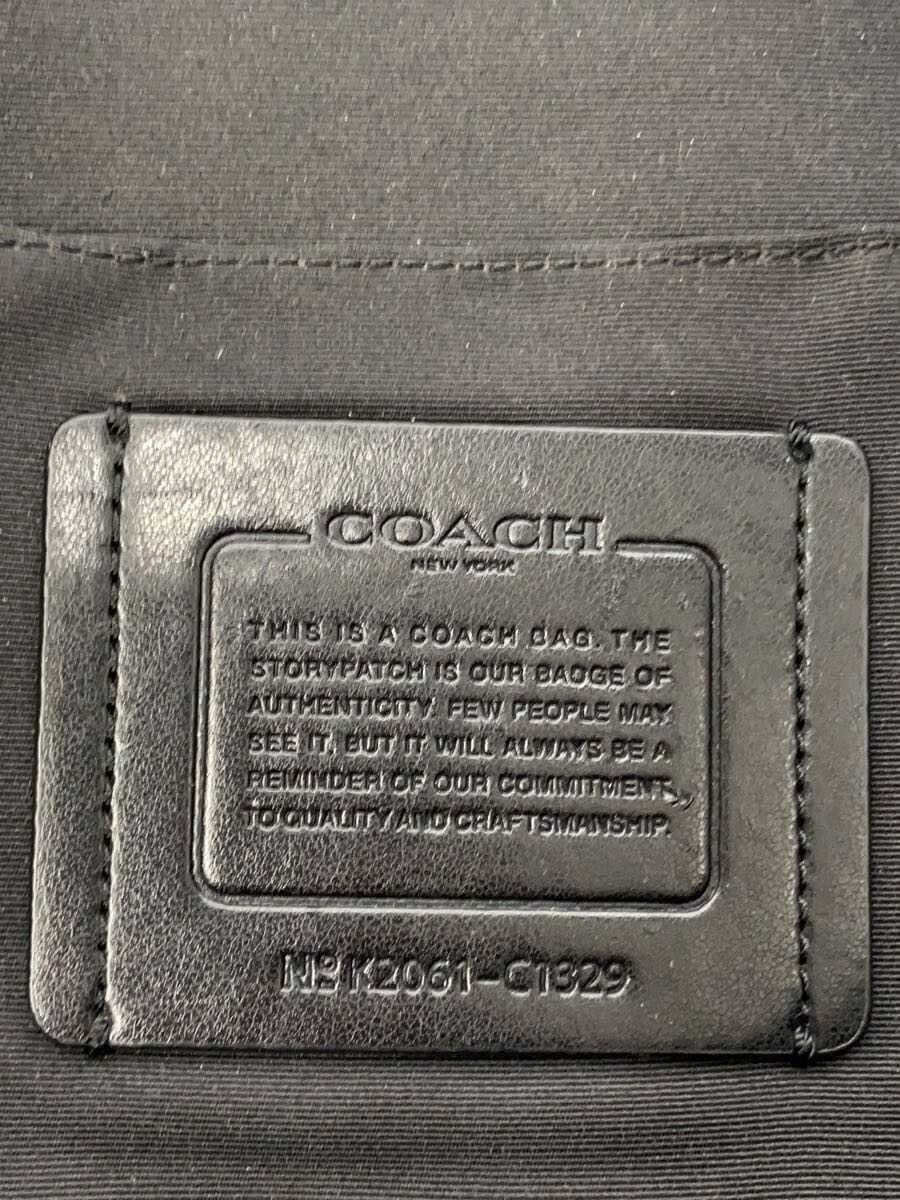 COACH
NEW YORK
THIS IS A COACH BAG. THE
STORYPATCH IS OUR BADGE OF
AUTHENTICITY. FEW PEOPLE MAY
SEE IT, BUT IT WILL ALWAYS BE A
REMINDER OF OUR COMMITMENT
TO QUALITY AND CRAFTSMANSHIP.
Nº K2061-C1329